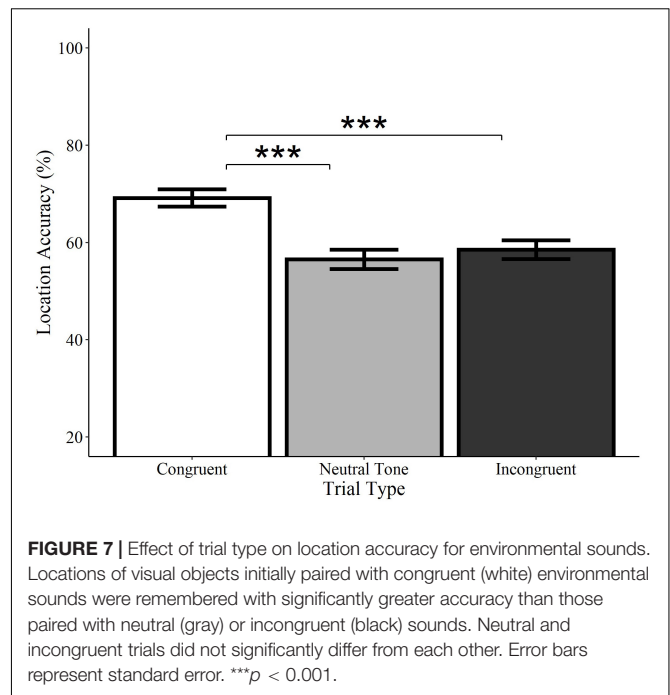 100
80
60
40
20
Location Accuracy (%)
***
***
Congruent
Neutral Tone
Incongruent
Trial Type
FIGURE 7 | Effect of trial type on location accuracy for environmental sounds.
Locations of visual objects initially paired with congruent (white) environmental
sounds were remembered with significantly greater accuracy than those
paired with neutral (gray) or incongruent (black) sounds. Neutral and
incongruent trials did not significantly differ from each other. Error bars
represent standard error. ***p < 0.001.